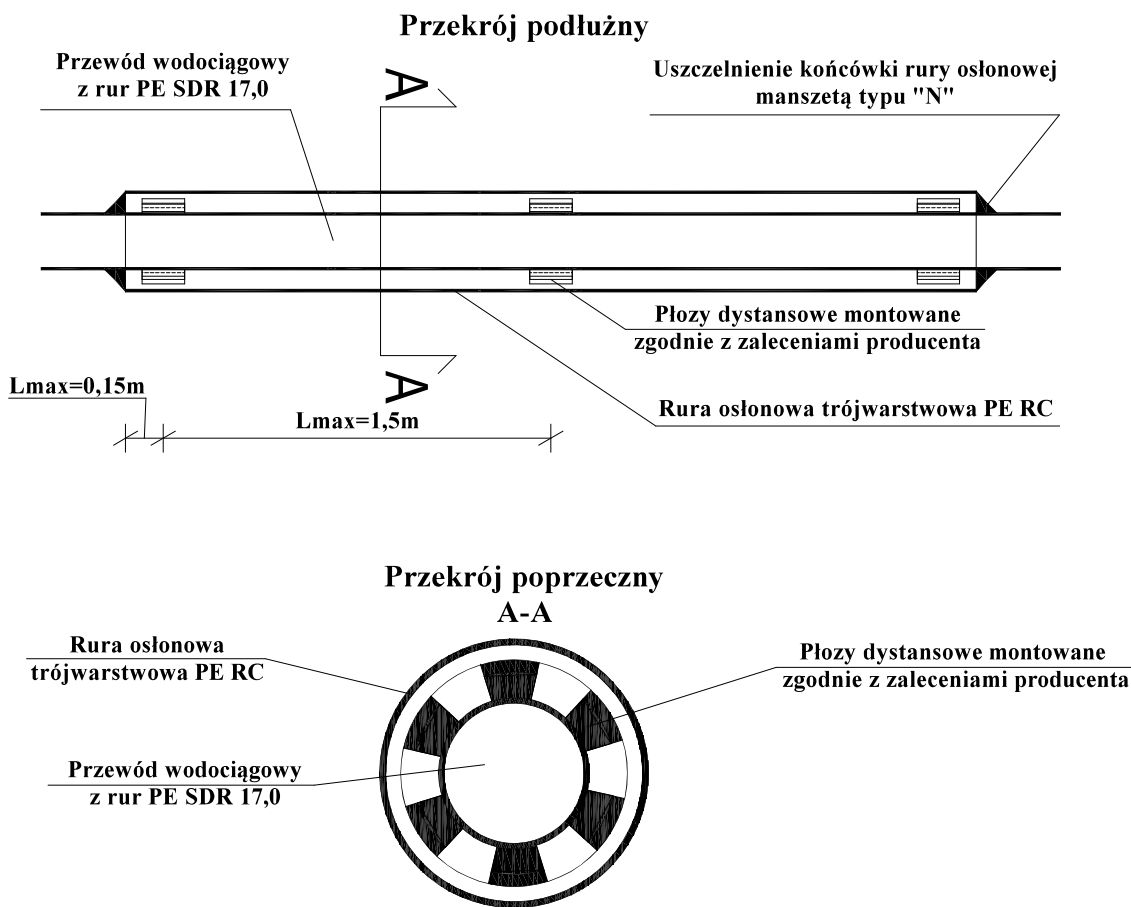 Przekrój podłużny
Przewód wodociągowy
z rur PE SDR 17,0
A
Uszczelnienie końcówki rury osłonowej
manszetą typu "N"
Płozy dystansowe montowane
zgodnie z zaleceniami producenta
A
Lmax=0,15m
Lmax=1,5m
Rura osłonowa trójwarstwowa PE RC
Przekrój poprzeczny
A-A
Rura osłonowa
trójwarstwowa PE RC
Płozy dystansowe montowane
zgodnie z zaleceniami producenta
Przewód wodociągowy
z rur PE SDR 17,0